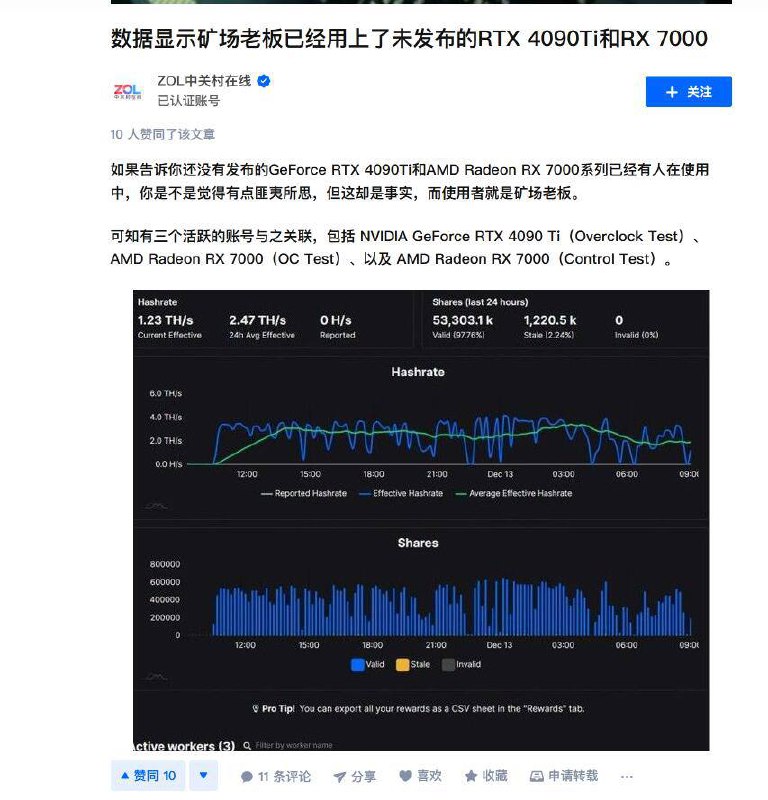 数据显示矿场老板已经用上了未发布的RTX 4090Ti和RX 7000
ZOL
中关村在线
ZOL中关村在线
已认证账号
+ 关注
10 人赞同了该文章
如果告诉你还没有发布的GeForce RTX 4090Ti和AMD Radeon RX 7000系列已经有人在使用
中，你是不是觉得有点匪夷所思，但这却是事实，而使用者就是矿场老板。
可知有三个活跃的账号与之关联，包括 NVIDIA GeForce RTX 4090 Ti（Overclock Test）、
AMD Radeon RX 7000（OC Test）、以及 AMD Radeon RX 7000（Control Test）。
Hashrate
1.23 TH/s 2.47 TH/s 0 H/s
Current Effective 24h Avg Effective Reported
Shares (last 24 hours)
53,303.1 k 1,220.5 k 0
Valid (97.76%) Stale (2.24%) Invalid (0%)
Hashrate
6.0 TH/s
4.0 TH/s
2.0 TH/s
0.0 H/s
12:00 15:00 18:00 21:00 Dec 13 03:00 06:00 09:00
Reported Hashrate Effective Hashrate Average Effective Hashrate
Shares
800000
600000
400000
200000
0
12:00 15:00 18:00 21:00 Dec 13 03:00 06:00 09:00
Valid Stale Invalid
Pro Tip! You can export all your rewards as a CSV sheet in the "Rewards" tab.
Active workers (3) Filter by worker name
赞同 10 11 条评论 分享 喜欢 收藏 申请转载 ...